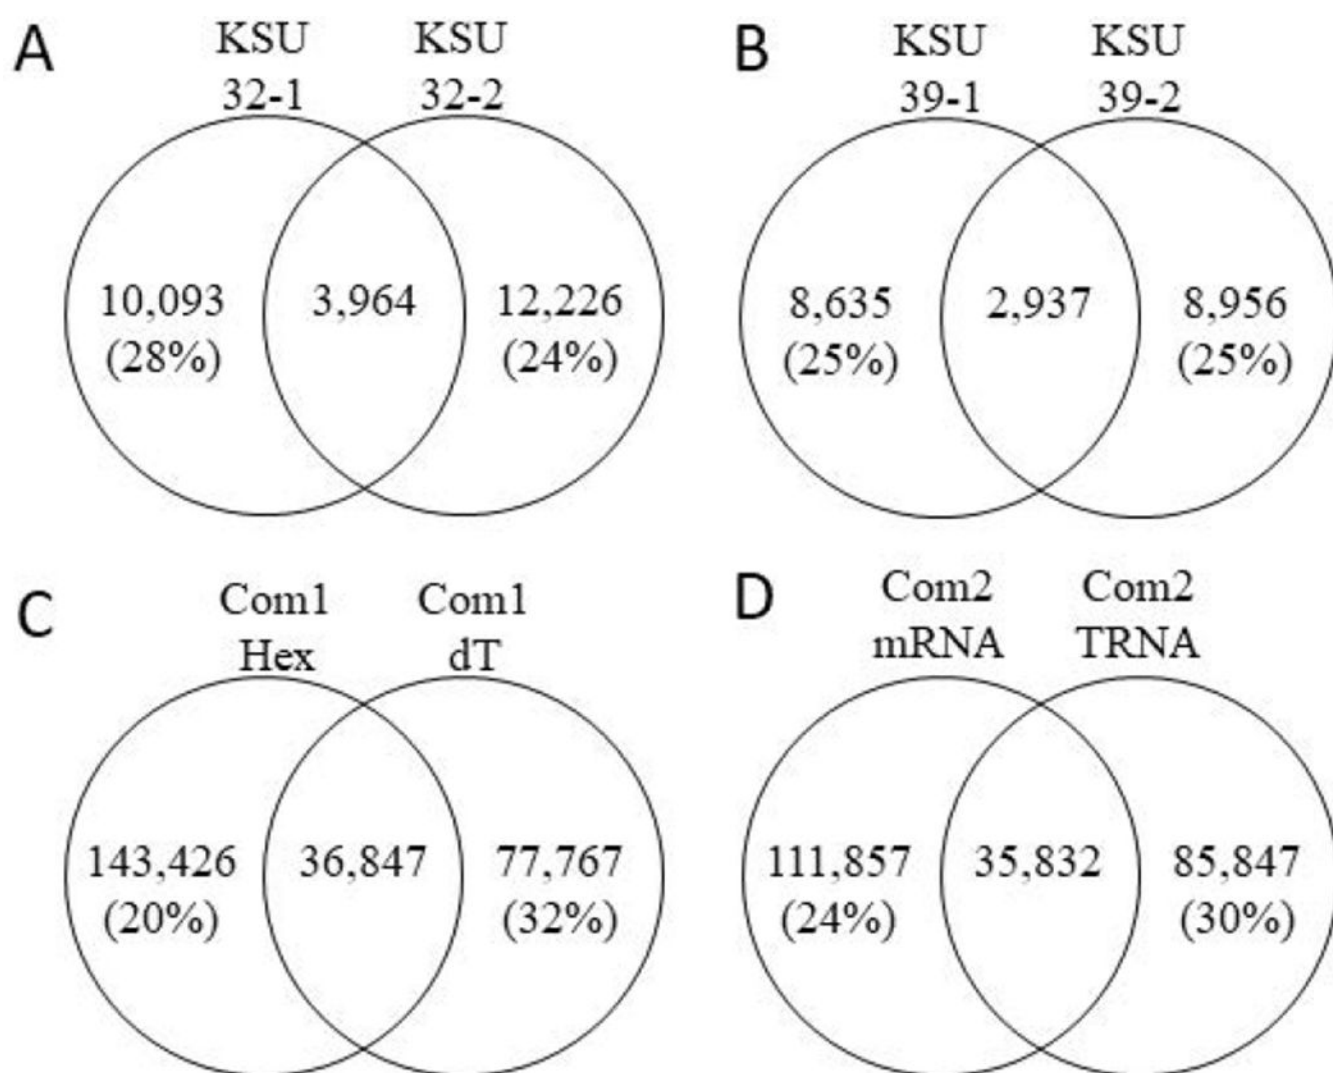 A
KSU
32-1
KSU
32-2
10,093
(28%)
3,964
12,226
(24%)
B
KSU
39-1
KSU
39-2
8,635
(25%)
2,937
8,956
(25%)
C
Com1
Hex
Com1
dT
143,426
(20%)
36,847
77,767
(32%)
D
Com2
mRNA
Com2
TRNA
111,857
(24%)
35,832
85,847
(30%)